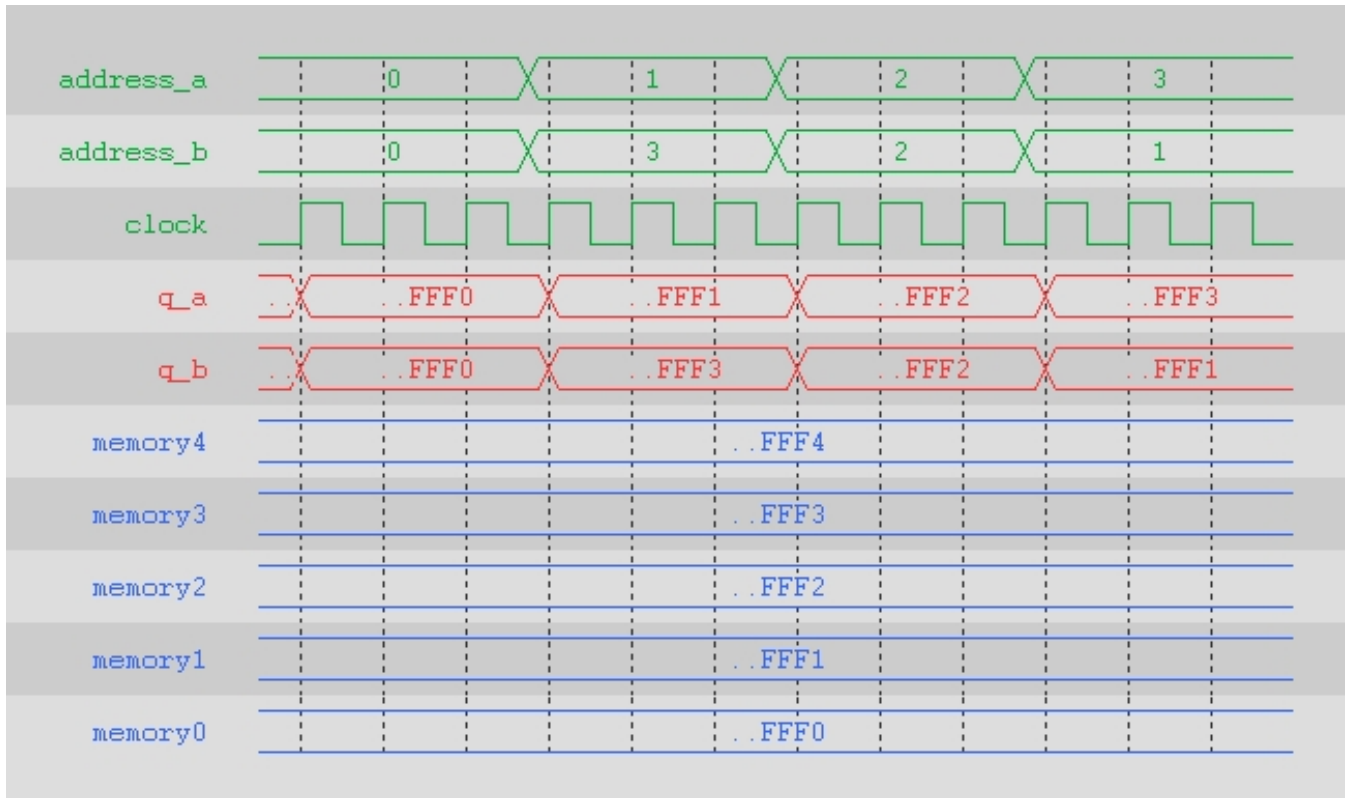 address_a 0 1 2 3
address_b 0 3 2 1
clock
q_a .. ..FFF0 ..FFF1 ..FFF2 ..FFF3
q_b .. ..FFF0 ..FFF3 ..FFF2 ..FFF1
memory4 ..FFF4
memory3 ..FFF3
memory2 ..FFF2
memory1 ..FFF1
memory0 ..FFF0